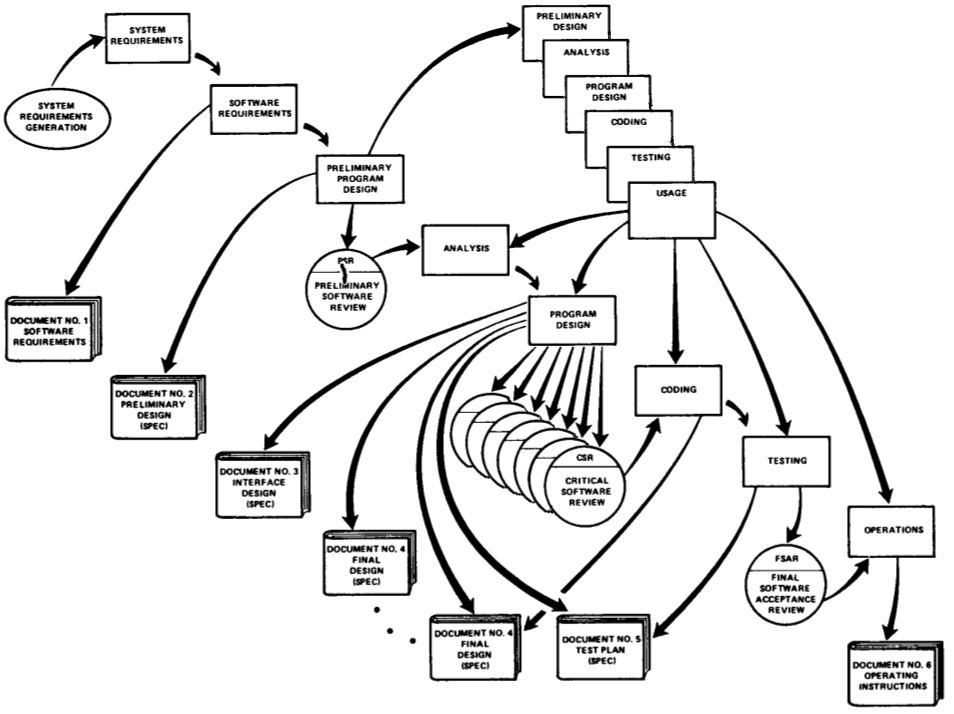 SYSTEM
REQUIREMENTS
SYSTEM
REQUIREMENTS
GENERATION
SOFTWARE
REQUIREMENTS
PRELIMINARY
PROGRAM
DESIGN
PRELIMINARY
DESIGN
ANALYSIS
PROGRAM
DESIGN
CODING
TESTING
USAGE
PSR
PRELIMINARY
SOFTWARE
REVIEW
ANALYSIS
PROGRAM
DESIGN
DOCUMENT NO. 1
SOFTWARE
REQUIREMENTS
DOCUMENT NO. 2
PRELIMINARY
DESIGN
(SPEC)
DOCUMENT NO. 3
INTERFACE
DESIGN
(SPEC)
DOCUMENT NO. 4
FINAL
DESIGN
(SPEC)
DOCUMENT NO. 4
FINAL
DESIGN
(SPEC)
DOCUMENT NO. 5
TEST PLAN
(SPEC)
CSR
CRITICAL
SOFTWARE
REVIEW
CODING
TESTING
FSAR
FINAL
SOFTWARE
ACCEPTANCE
REVIEW
OPERATIONS
DOCUMENT NO. 6
OPERATING
INSTRUCTIONS